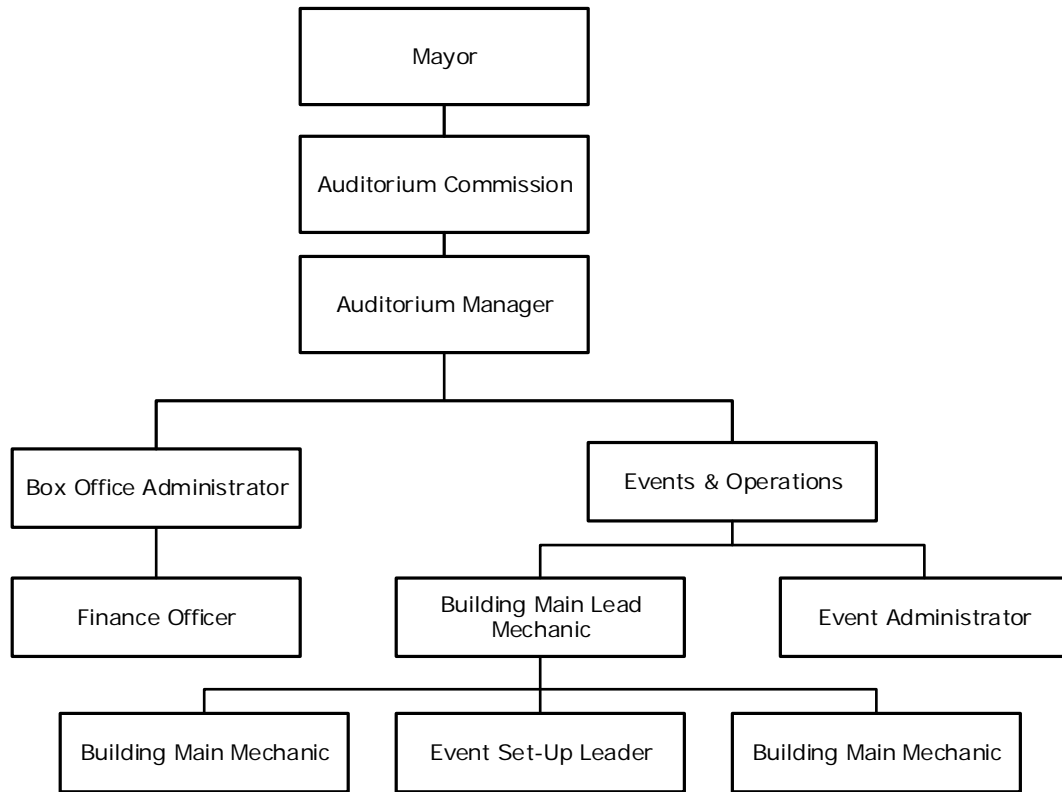 Mayor
Auditorium Commission
Auditorium Manager
Box Office Administrator
Events & Operations
Finance Officer
Building Main Lead
Mechanic
Event Administrator
Building Main Mechanic
Event Set-Up Leader
Building Main Mechanic